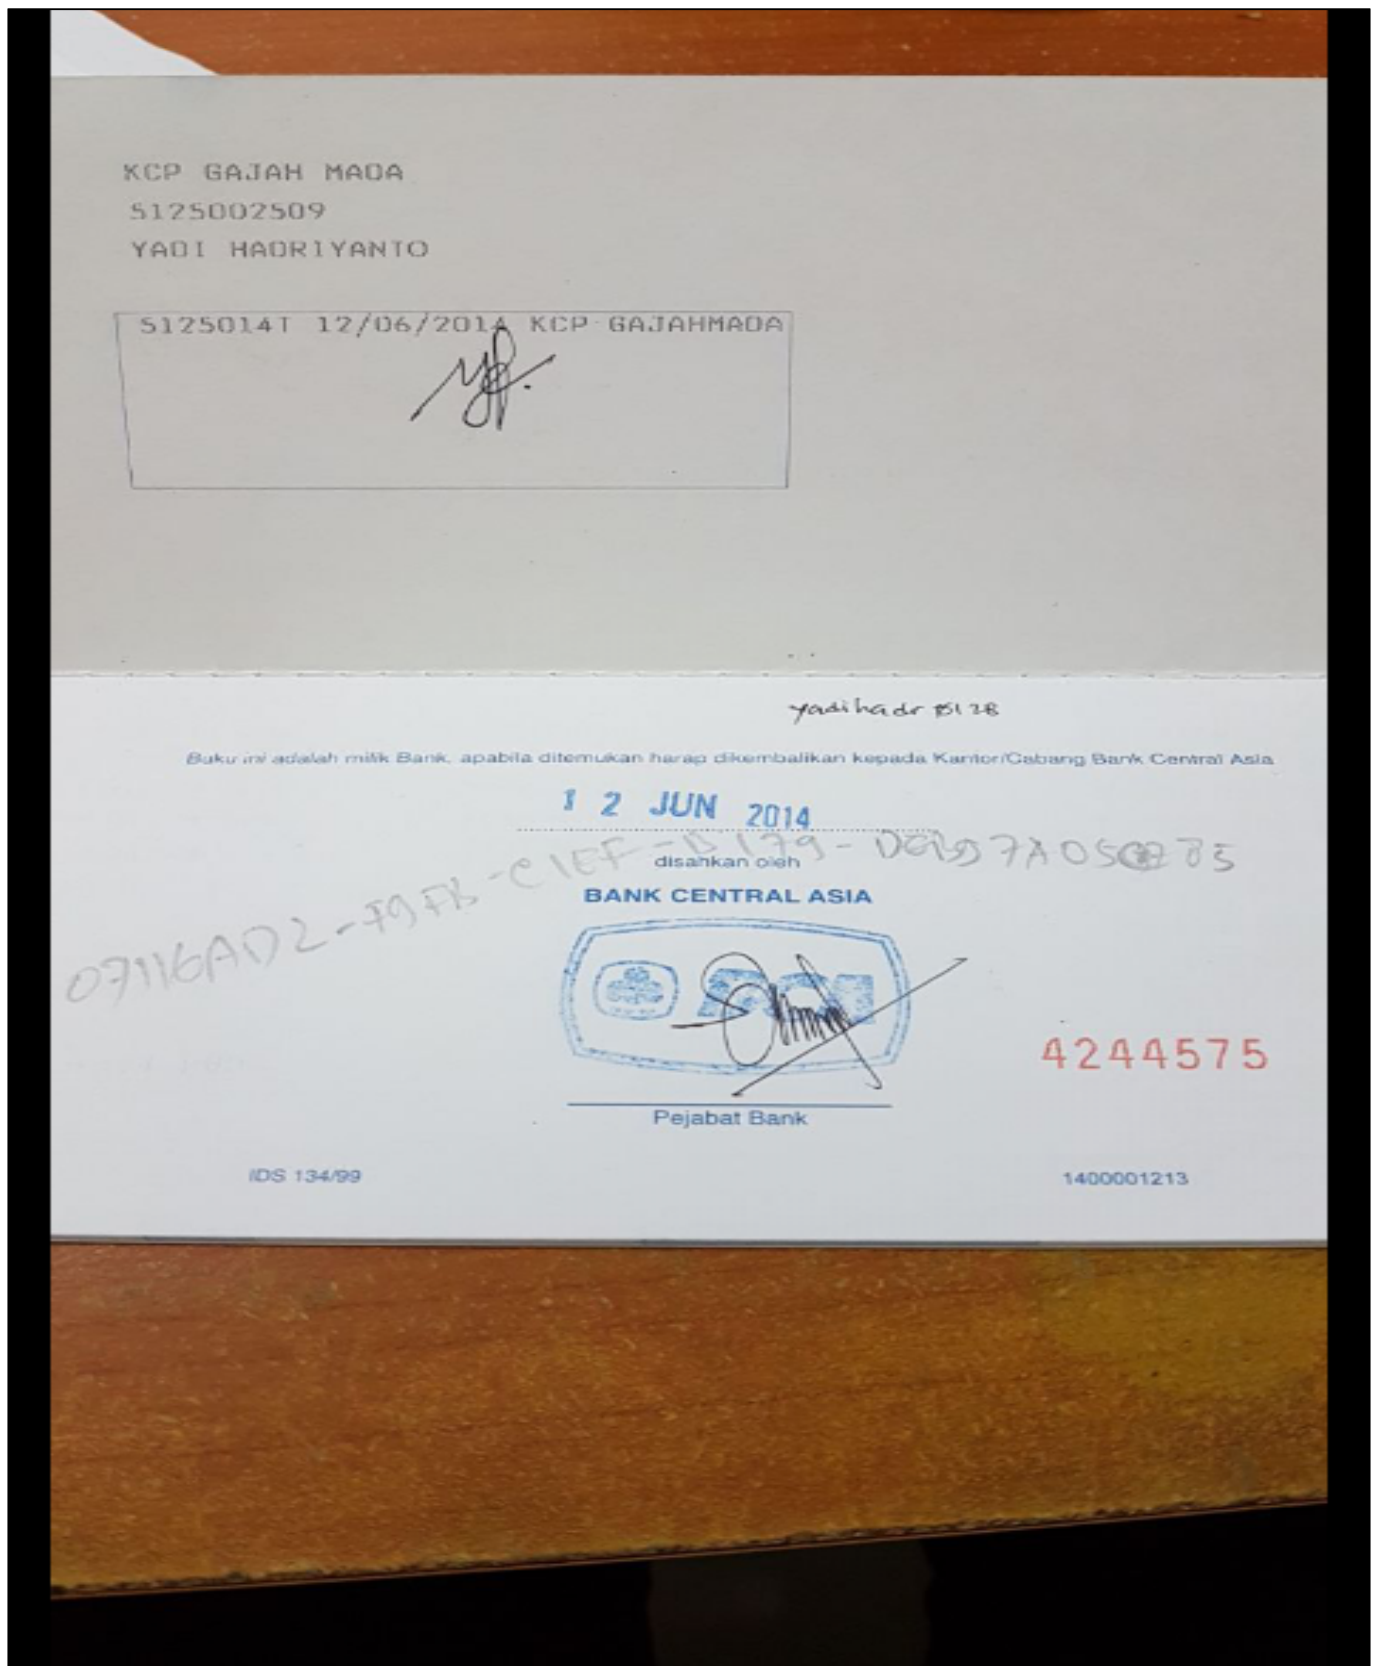 KCP GAJAH MADA
5125002509
YADI HADRIYANTO
5125014T 12/06/2014 KCP GAJAHMADA
yadihadr
Buku ini adalah milik Bank, apabila ditemukan harap dikembalikan kepada Kantor/Cabang Bank Central Asia
12 JUN 2014
disahkan oleh
BANK CENTRAL ASIA
BCA
4244575
Pejabat Bank
IDS 134/99
1400001213